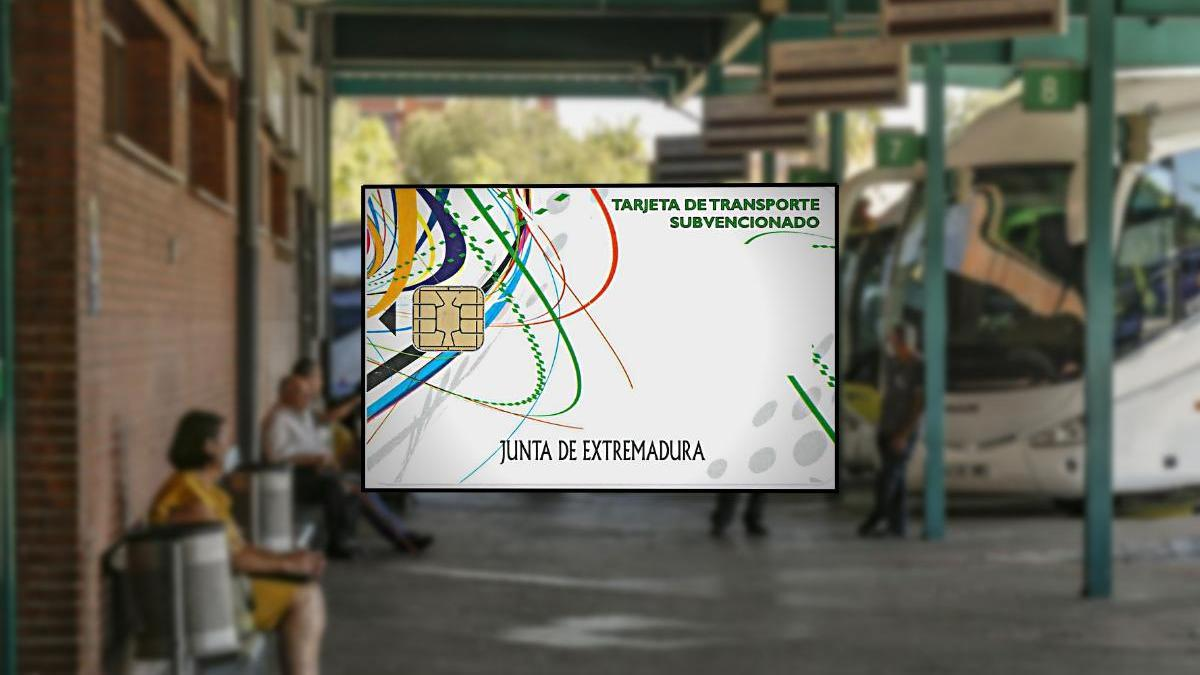 8
7
TARJETA DE TRANSPORTE
SUBVENCIONADO
JUNTA DE EXTREMADURA